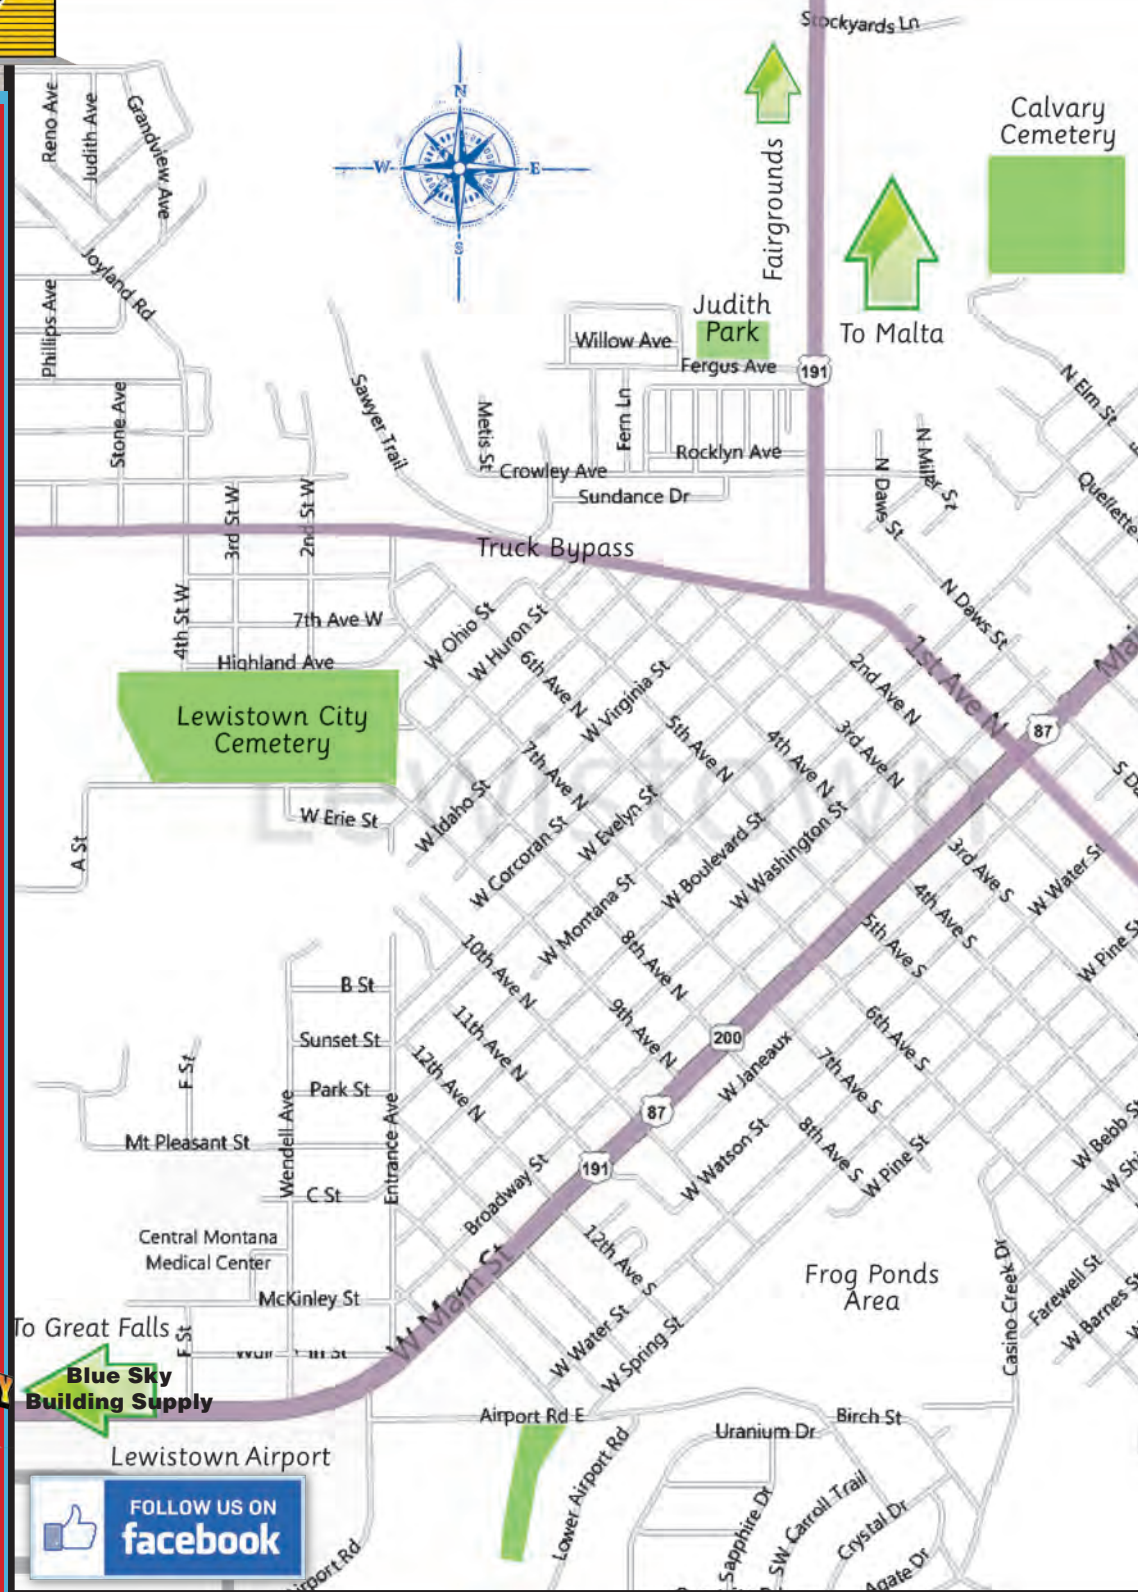 Stockyards Ln
Reno Ave
Judith Ave
Grandview Ave
N
W
E
S
Fairgrounds
Calvary
Cemetery
Joyland Rd
Phillips Ave
Judith
Park
To Malta
Willow Ave
Fergus Ave
191
N Elm St
Stone Ave
Sawyer Trail
Metis St
Fern Ln
Crowley Ave
Rocklyn Ave
Sundance Dr
N Daws St
N Miller St
3rd St W
2nd St W
Truck Bypass
4th St W
7th Ave W
Highland Ave
W Ohio St
W Huron St
N Daws St
6th Ave N
W Virginia St
2nd Ave N
1st Ave N
Lewistown City
Cemetery
5th Ave N
4th Ave N
3rd Ave N
87
7th Ave N
Lewistown
W Erie St
W Idaho St
W Corcoran St
W Evelyn St
W Boulevard St
W Washington St
A St
W Montana St
3rd Ave S
W Water St
4th Ave S
5th Ave S
W Pine St
10th Ave N
8th Ave N
B St
11th Ave N
9th Ave N
6th Ave S
Sunset St
12th Ave N
200
F St
Park St
W Janeaux
7th Ave S
87
Wendell Ave
Entrance Ave
Mt Pleasant St
8th Ave S
W Pine St
W Watson St
W Bebb St
C St
Broadway St
191
Central Montana
Medical Center
12th Ave S
W Main St
Frog Ponds
Area
Casino Creek Dr
Farewell St
W Barnes St
McKinley St
To Great Falls
F St
W Water St
W Spring St
Blue Sky
Building Supply
Airport Rd E
Birch St
Uranium Dr
Lewistown Airport
Lower Airport Rd
FOLLOW US ON
facebook
Sapphire Dr
SW Carroll Trail
Crystal Dr
Agate Dr